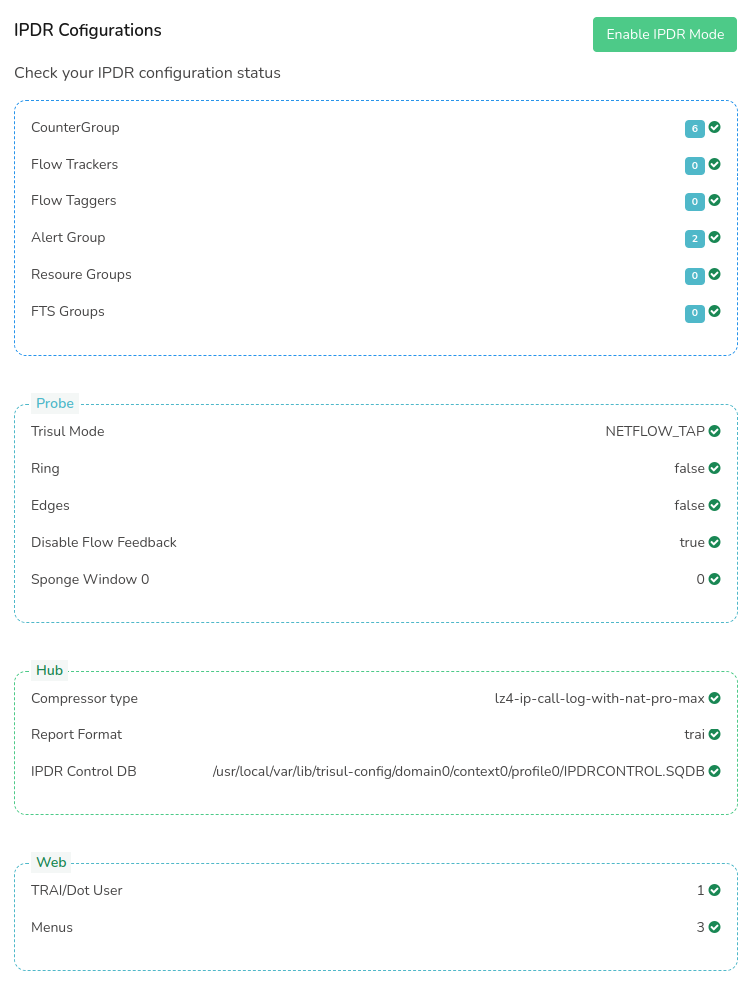 IPDR Cofigurations
Enable IPDR Mode
Check your IPDR configuration status
CounterGroup 6
Flow Trackers 0
Flow Taggers 0
Alert Group 2
Resoure Groups 0
FTS Groups 0
Probe
Trisul Mode NETFLOW_TAP
Ring false
Edges false
Disable Flow Feedback true
Sponge Window 0 0
Hub
Compressor type lz4-ip-call-log-with-nat-pro-max
Report Format trai
IPDR Control DB /usr/local/var/lib/trisul-config/domain0/context0/profile0/IPDRCONTROL.SQDB
Web
TRAI/Dot User 1
Menus 3